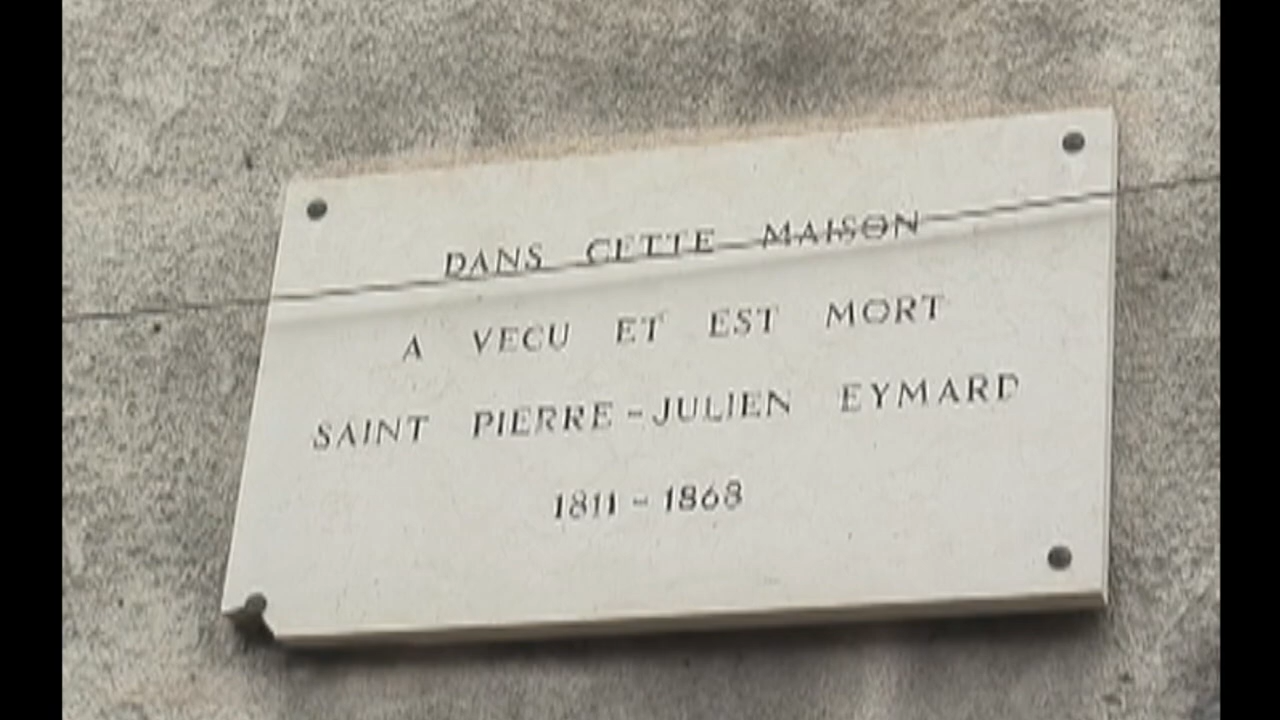 DANS CETTE MAISON
A VECU ET EST MORT
SAINT PIERRE-JULIEN EYMARD
1811 - 1868